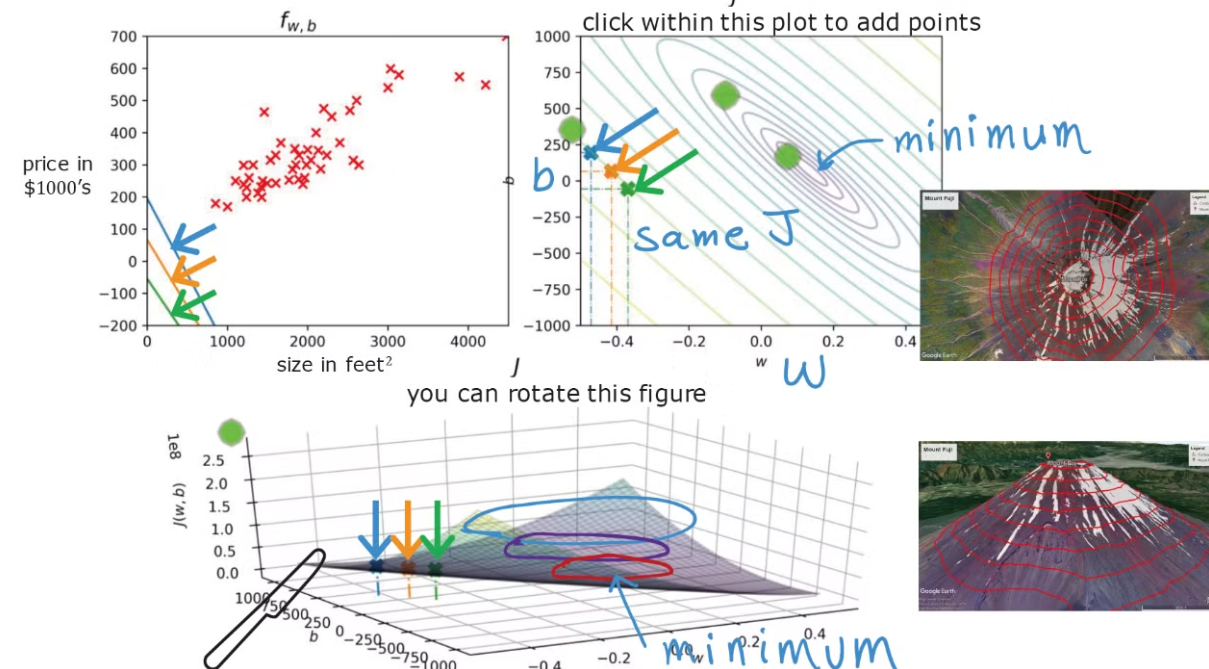 f w, b
click within this plot to add points
700
600
500
400
300
200
100
0
−100
−200
price in
$1000's
0
1000
2000
3000
4000
size in feet²
1000
750
500
250
0
−250
−500
−750
−1000
b
b
−0.4
−0.2
0.0
0.2
0.4
w
W
minimum
same J
Mount Fuji
Legend
Google Earth
J
you can rotate this figure
1e8
J(w, b)
2.5
2.0
1.5
1.0
0.5
0.0
1000
750
500
250
0
−250
−500
−750
−1000
b
−0.4
−0.2
0.0
0.2
0.4
w
minimum
Mount Fuji
Legend
Google Earth